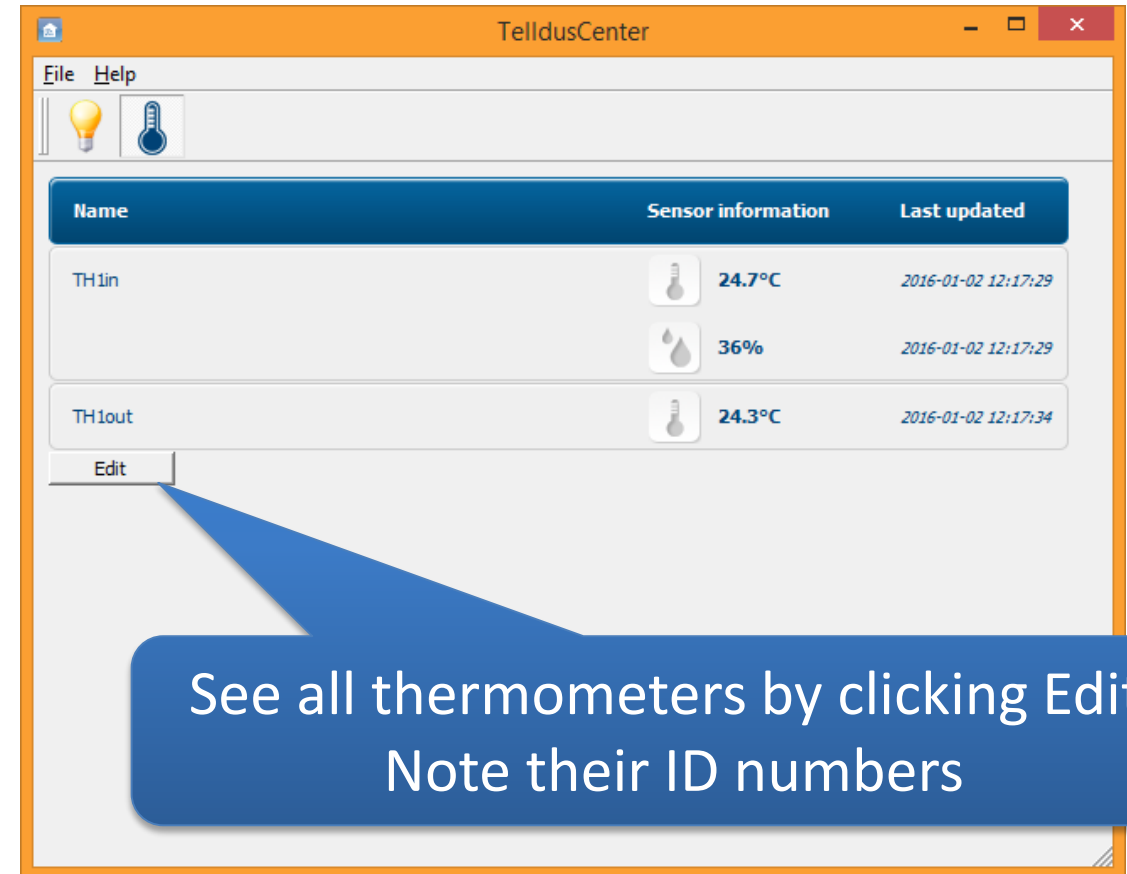 TelldusCenter
File Help
Name Sensor information Last updated
TH1in 24.7°C 2016-01-02 12:17:29
36% 2016-01-02 12:17:29
TH1out 24.3°C 2016-01-02 12:17:34
Edit
See all thermometers by clicking Edit
Note their ID numbers